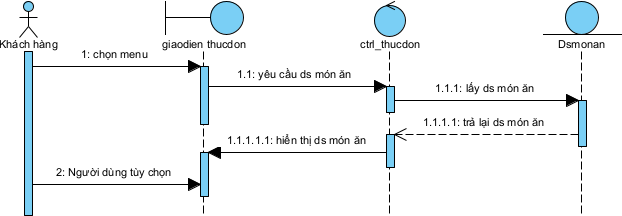 Khách hàng
giaodien thucdon
ctrl_thucdon
Dsmonan
1: chọn menu
1.1: yêu cầu ds món ăn
1.1.1: lấy ds món ăn
1.1.1.1: trả lại ds món ăn
1.1.1.1.1: hiển thị ds món ăn
2: Người dùng tùy chọn